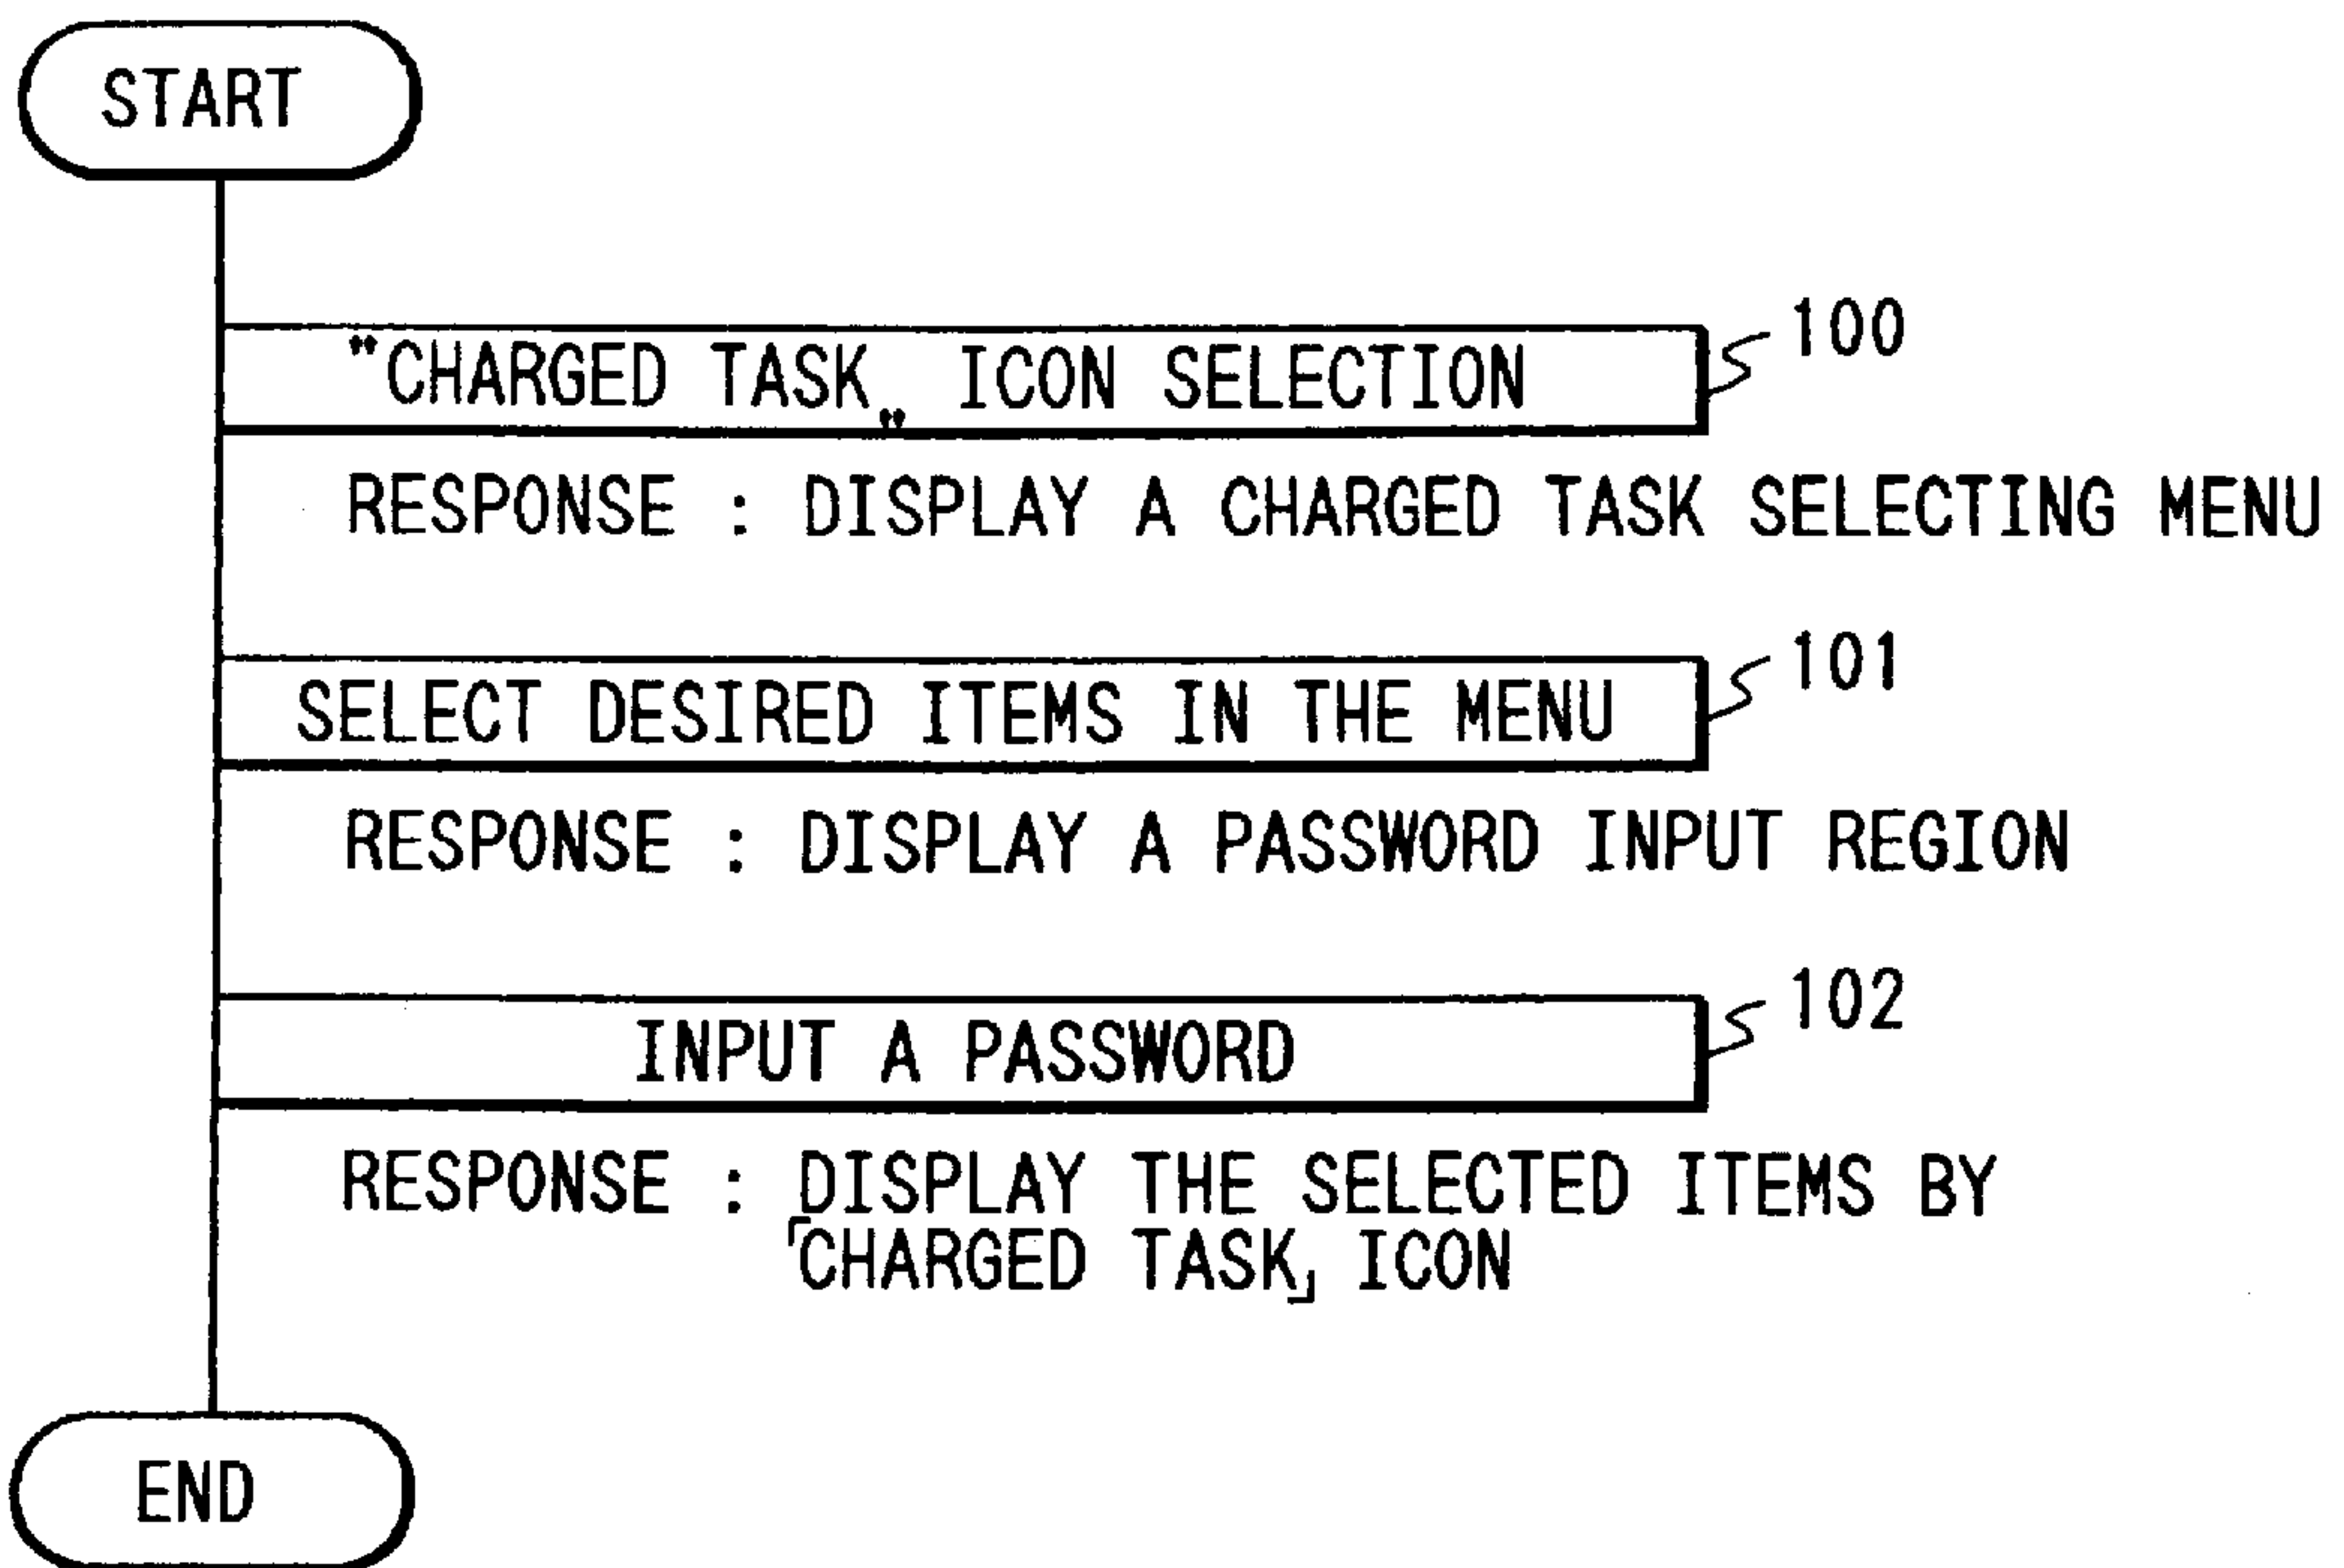 START
100
"CHARGED TASK„ ICON SELECTION
RESPONSE : DISPLAY A CHARGED TASK SELECTING MENU
101
SELECT DESIRED ITEMS IN THE MENU
RESPONSE : DISPLAY A PASSWORD INPUT REGION
102
INPUT A PASSWORD
RESPONSE : DISPLAY THE SELECTED ITEMS BY
「CHARGED TASK」 ICON
END